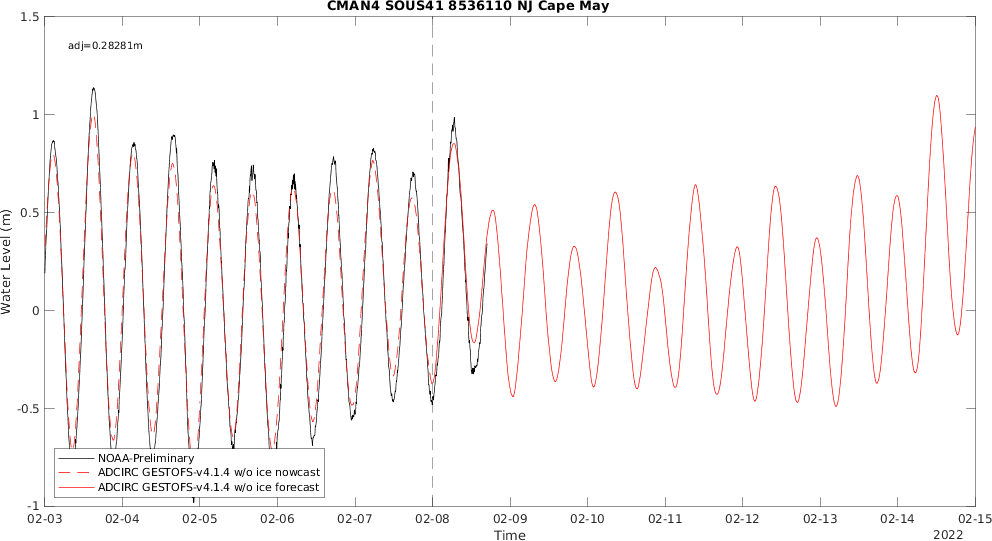 CMAN4 SOUS41 8536110 NJ Cape May
adj=0.28281m
1.5
1
0.5
0
-0.5
-1
Water Level (m)
NOAA-Preliminary
ADCIRC GESTOFS-v4.1.4 w/o ice nowcast
ADCIRC GESTOFS-v4.1.4 w/o ice forecast
02-03 02-04 02-05 02-06 02-07 02-08 02-09 02-10 02-11 02-12 02-13 02-14 02-15
Time
2022